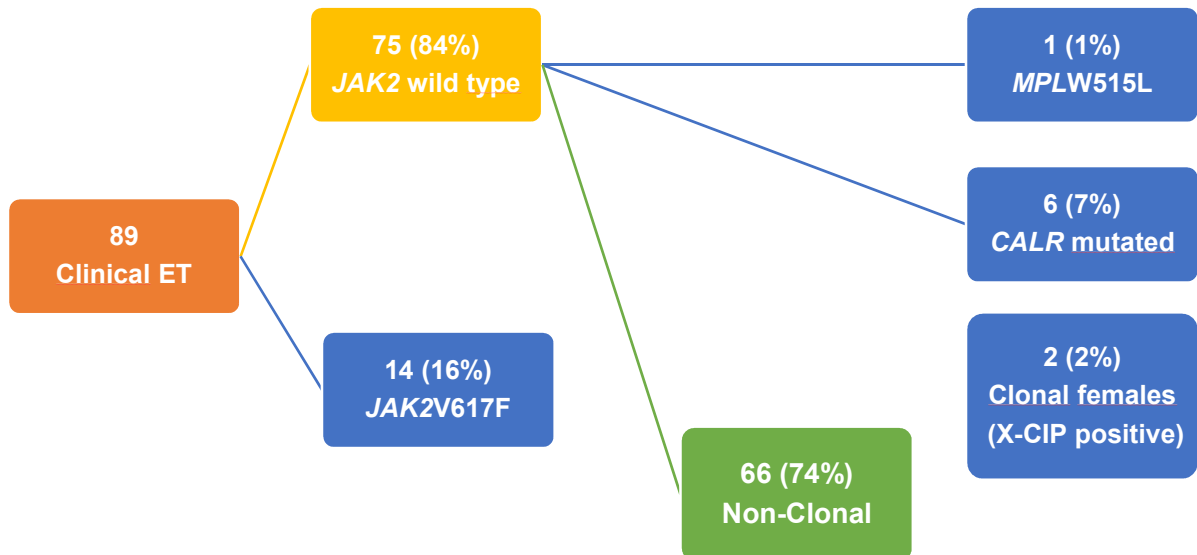 75 (84%)
JAK2 wild type
1 (1%)
MPLW515L
89
Clinical ET
6 (7%)
CALR mutated
14 (16%)
JAK2V617F
2 (2%)
Clonal females
(X-CIP positive)
66 (74%)
Non-Clonal